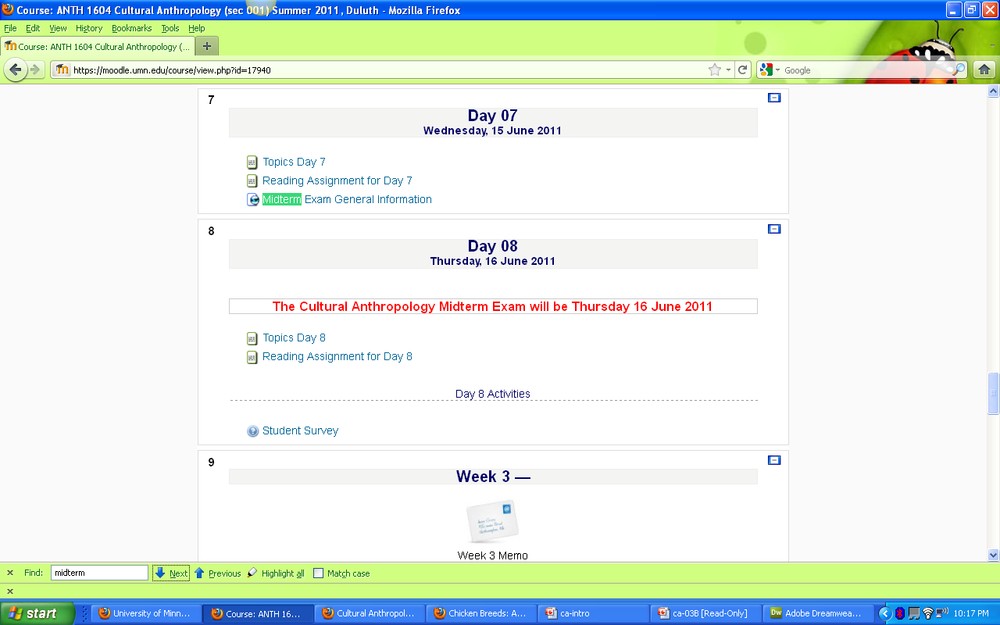 Course: ANTH 1604 Cultural Anthropology (sec 001) Summer 2011, Duluth - Mozilla Firefox
File Edit View History Bookmarks Tools Help
Course: ANTH 1604 Cultural Anthropology (...
https://moodle.umn.edu/course/view.php?id=17940
Google
7
Day 07
Wednesday, 15 June 2011
Topics Day 7
Reading Assignment for Day 7
Midterm Exam General Information
8
Day 08
Thursday, 16 June 2011
The Cultural Anthropology Midterm Exam will be Thursday 16 June 2011
Topics Day 8
Reading Assignment for Day 8
Day 8 Activities
Student Survey
9
Week 3 —
Week 3 Memo
Find: midterm Next Previous Highlight all Match case
start University of Minn... Course: ANTH 16... Cultural Anthropol... Chicken Breeds: A... ca-intro ca-03B [Read-Only] Adobe Dreamwea... 10:17 PM